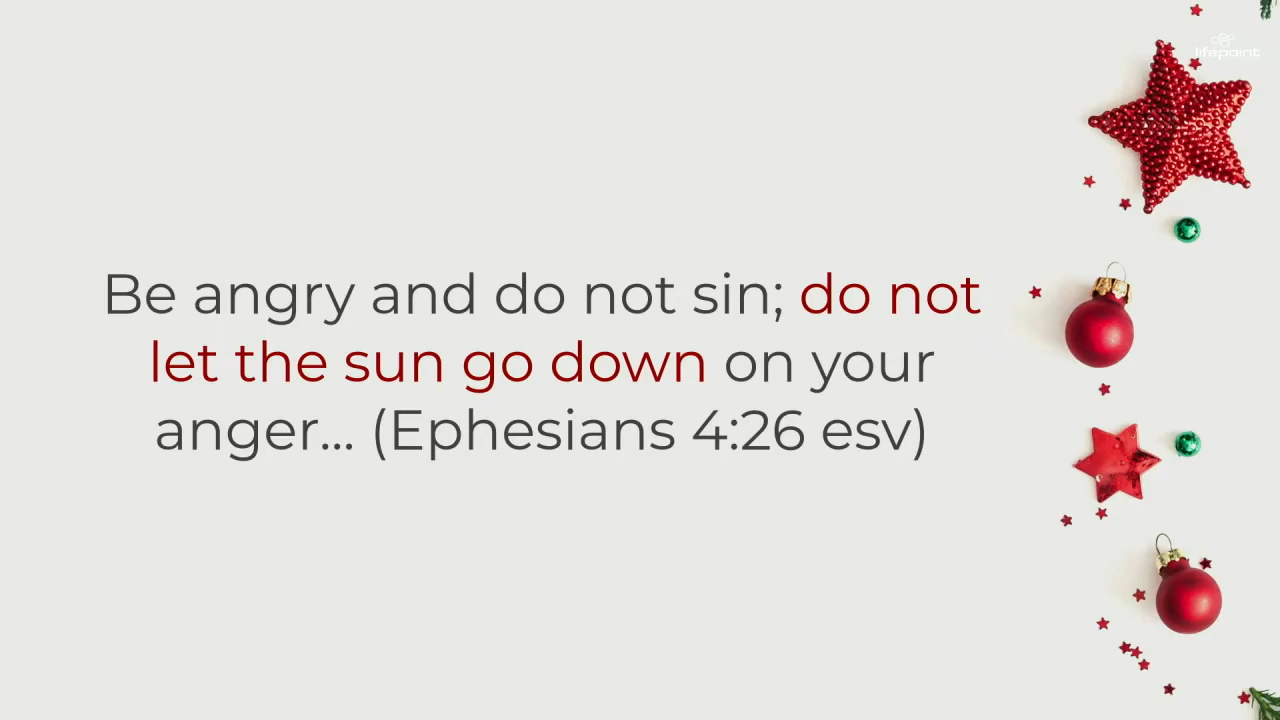 lifepoint
Be angry and do not sin; do not
let the sun go down on your
anger... (Ephesians 4:26 esv)